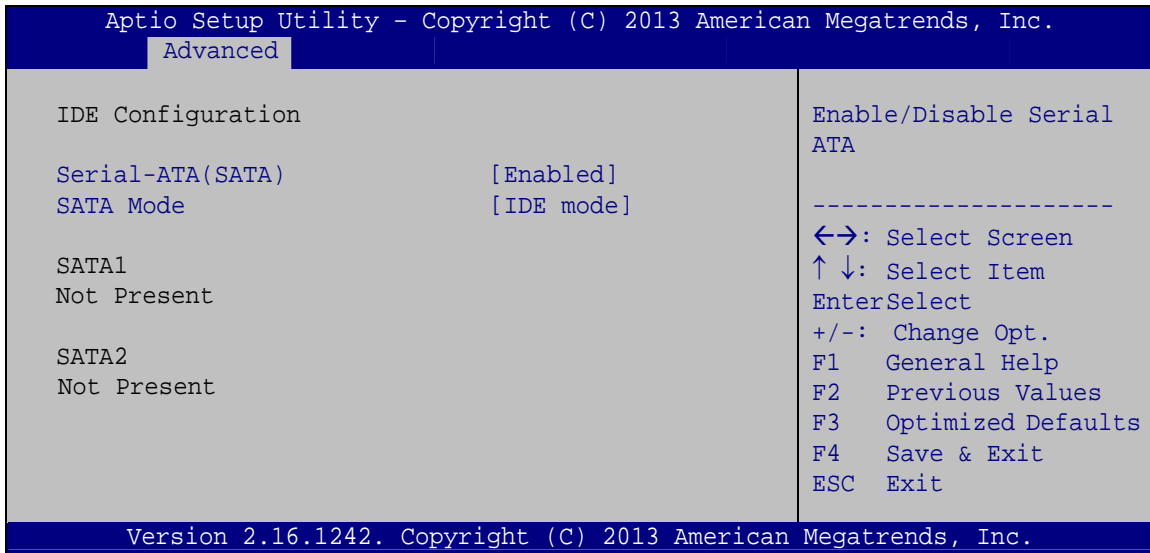 Aptio Setup Utility – Copyright (C) 2013 American Megatrends, Inc.
Advanced
IDE Configuration
Serial-ATA(SATA) [Enabled]
SATA Mode [IDE mode]
SATA1
Not Present
SATA2
Not Present
Enable/Disable Serial
ATA
---------------------
←→: Select Screen
↑ ↓: Select Item
EnterSelect
+/-: Change Opt.
F1 General Help
F2 Previous Values
F3 Optimized Defaults
F4 Save & Exit
ESC Exit
Version 2.16.1242. Copyright (C) 2013 American Megatrends, Inc.